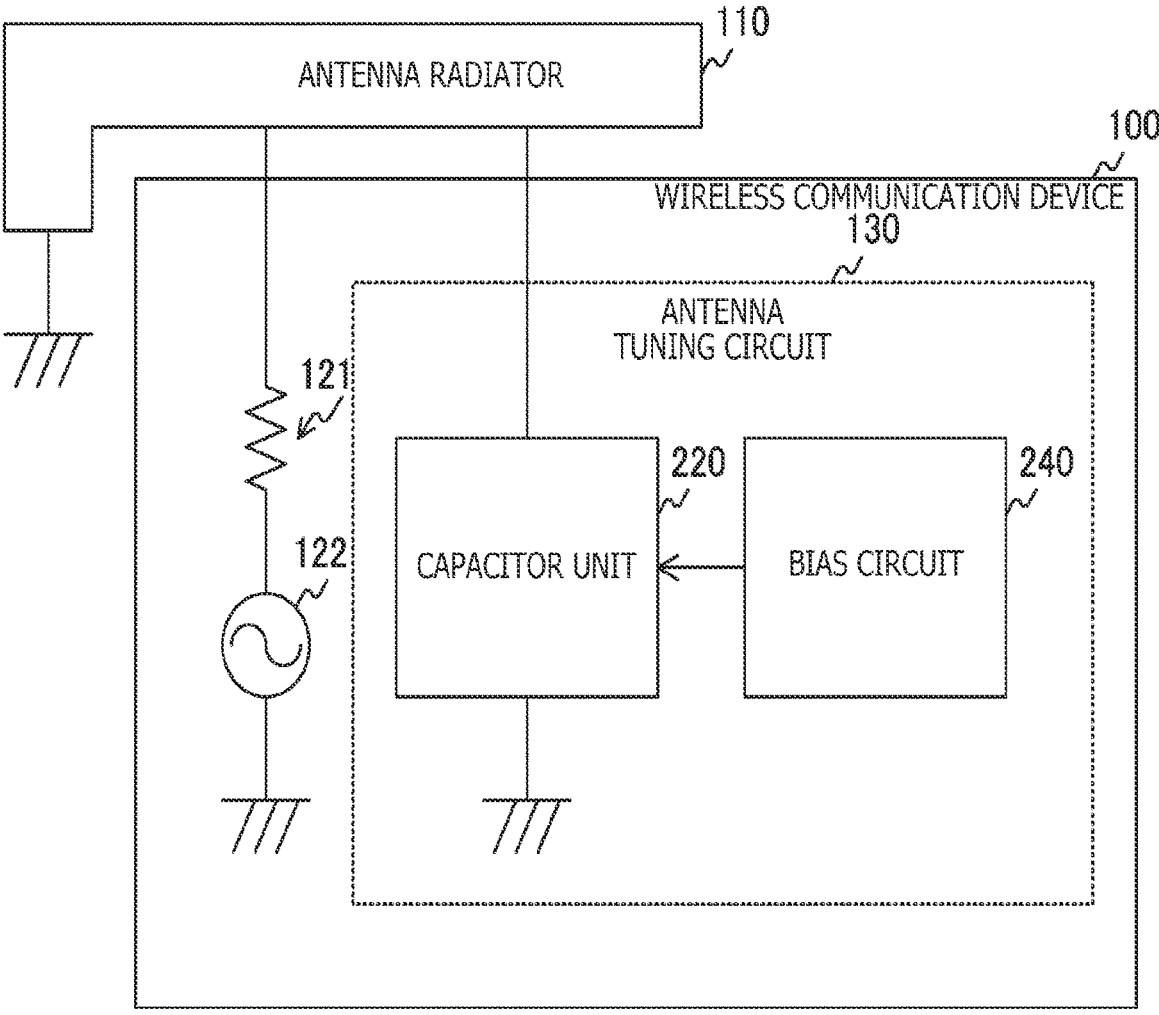 110
ANTENNA RADIATOR
100
WIRELESS COMMUNICATION DEVICE
130
ANTENNA
TUNING CIRCUIT
121
220
240
122
CAPACITOR UNIT
BIAS CIRCUIT